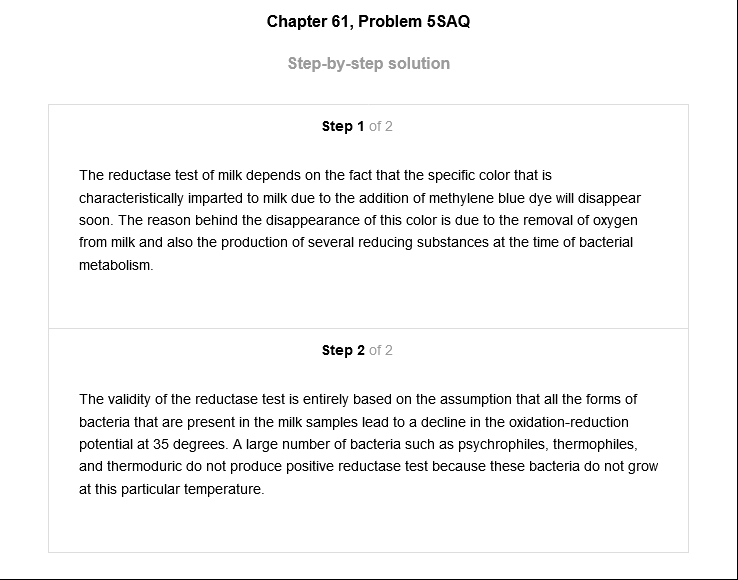 Chapter 61, Problem 5SAQ
Step-by-step solution
Step 1 of 2
The reductase test of milk depends on the fact that the specific color that is
characteristically imparted to milk due to the addition of methylene blue dye will disappear
soon. The reason behind the disappearance of this color is due to the removal of oxygen
from milk and also the production of several reducing substances at the time of bacterial
metabolism.
Step 2 of 2
The validity of the reductase test is entirely based on the assumption that all the forms of
bacteria that are present in the milk samples lead to a decline in the oxidation-reduction
potential at 35 degrees. A large number of bacteria such as psychrophiles, thermophiles,
and thermoduric do not produce positive reductase test because these bacteria do not grow
at this particular temperature.